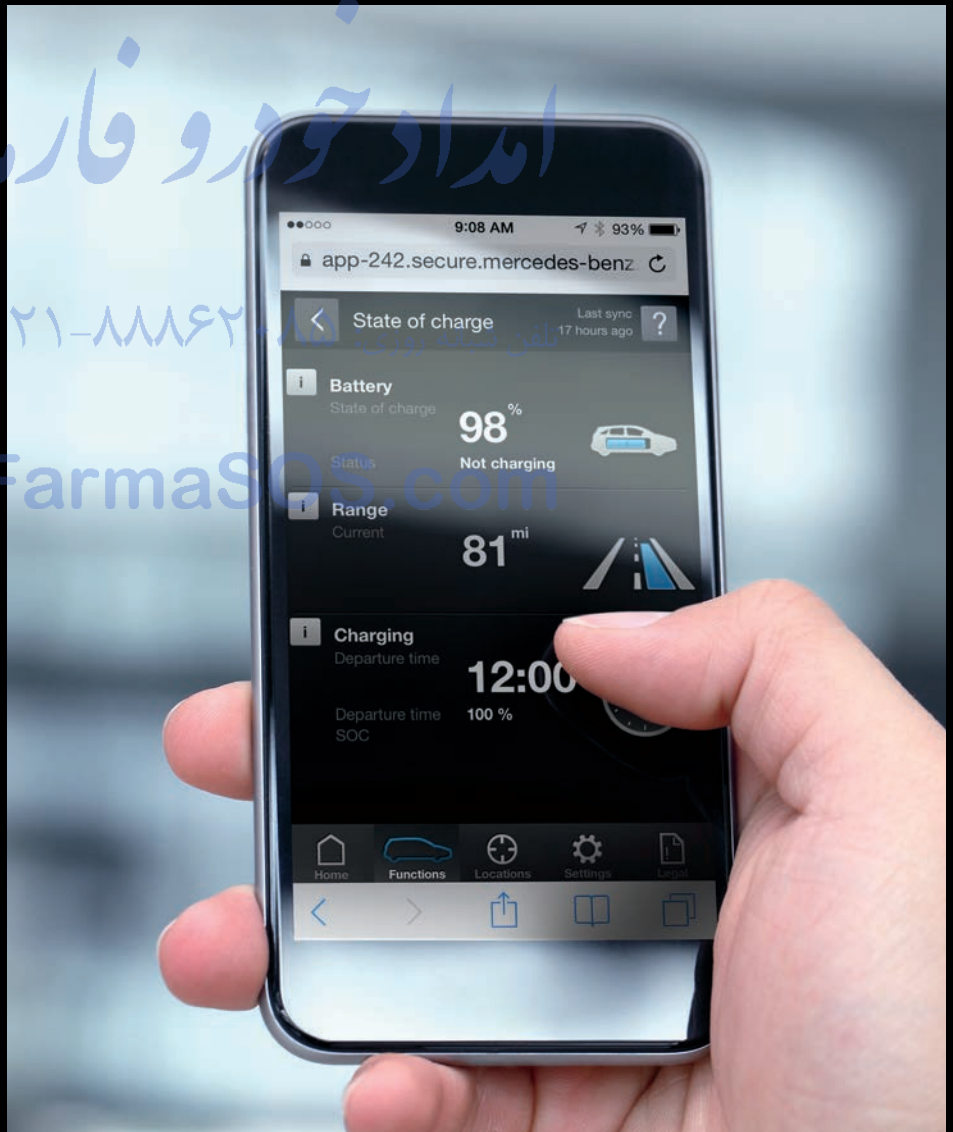 امداد خودرو فار
●●○○○ 9:08 AM 93%
app-242.secure.mercedes-benz
State of charge
Last sync
17 hours ago
?
۲۱-۸۸۸۶۲۰۸۵
i Battery
State of charge
98 %
Status Not charging
FarmaSOS.com
i Range
Current
81 mi
i Charging
Departure time
12:00
Departure time 100 %
SOC
Home Functions Locations Settings Legal